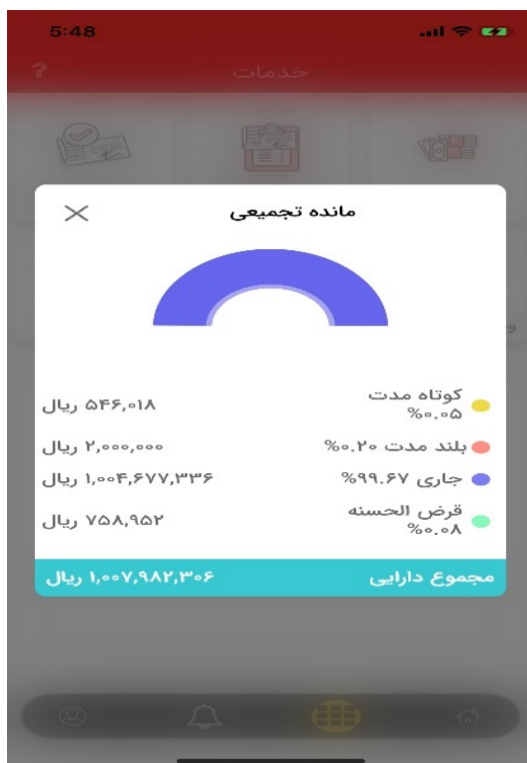 5:48
خدمات
?
مانده تجمیعی
کوتاه مدت
%۰.۰۵
۵۴۶,۰۱۸ ریال
بلند مدت ۰.۲۰%
۲,۰۰۰,۰۰۰ ریال
جاری ۹۹.۶۷%
۱,۰۰۴,۶۷۷,۳۳۶ ریال
قرض الحسنه
%۰.۰۸
۷۵۸,۹۵۲ ریال
مجموع دارایی
۱,۰۰۷,۹۸۲,۳۰۶ ریال